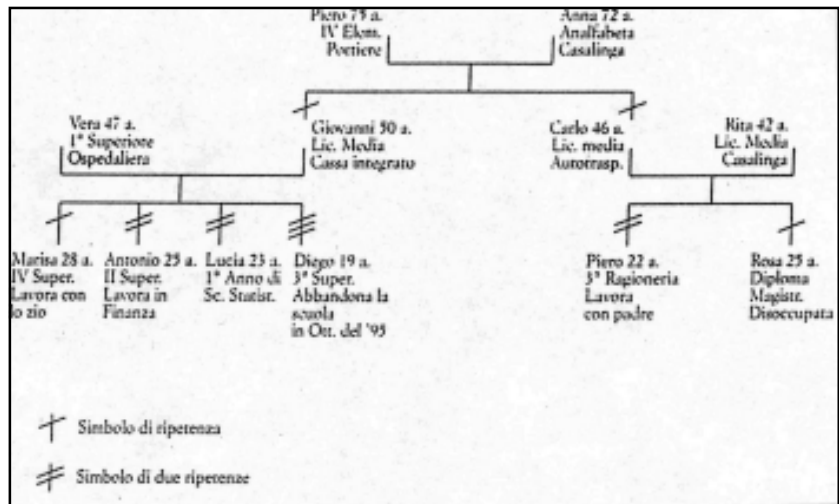 Piero 75 a.
IV Elem.
Portiere
Anna 72 a.
Analfabeta
Casalinga
Vera 47 a.
1ª Superiore
Ospedaliera
Giovanni 50 a.
Lic. Media
Cassa integrato
Carlo 46 a.
Lic. media
Autotrasp.
Rita 42 a.
Lic. Media
Casalinga
Marisa 28 a.
IV Super.
Lavora con
lo zio
Antonio 25 a.
II Super.
Lavora in
Finanza
Lucia 23 a.
1ª Anno di
Sc. Statist.
Diego 19 a.
3ª Super.
Abbandona la
scuola
in Ott. del '95
Piero 22 a.
3ª Ragioneria
Lavora
con padre
Rosa 25 a.
Diploma
Magistr.
Disoccupata
Simbolo di ripetenza
Simbolo di due ripetenze